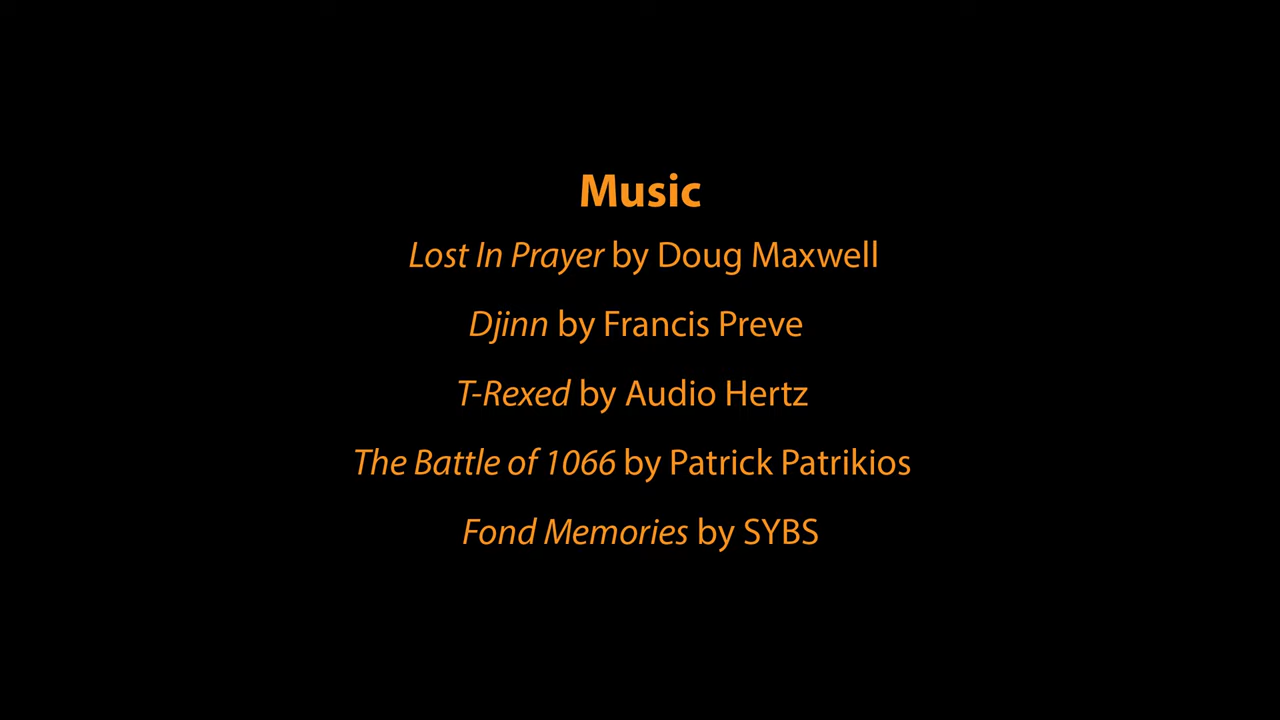 Music
Lost In Prayer by Doug Maxwell
Djinn by Francis Preve
T-Rexed by Audio Hertz
The Battle of 1066 by Patrick Patrikios
Fond Memories by SYBS